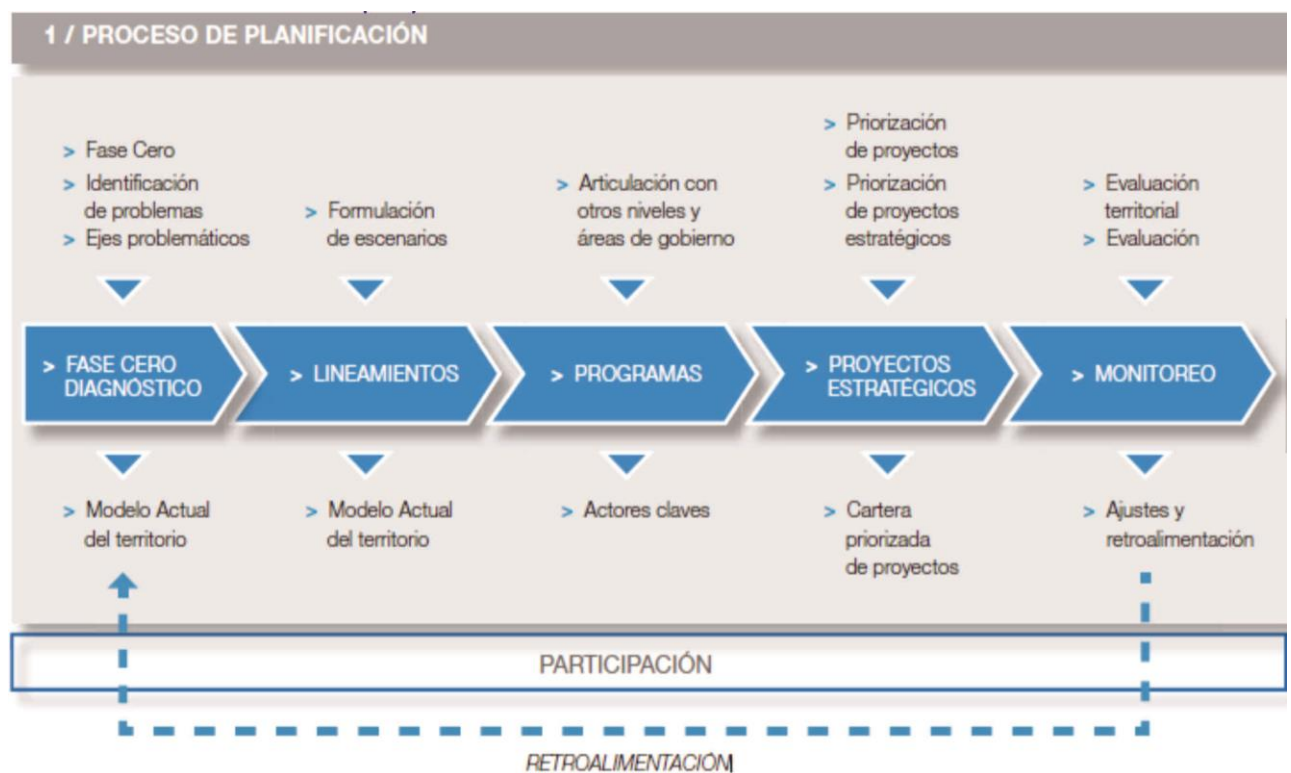 1 / PROCESO DE PLANIFICACIÓN
> Fase Cero
> Identificación
de problemas
> Ejes problemáticos
> Formulación
de escenarios
> Articulación con
otros niveles y
áreas de gobierno
> Priorización
de proyectos
> Priorización
de proyectos
estratégicos
> Evaluación
territorial
> Evaluación
> FASE CERO
DIAGNÓSTICO
> LINEAMIENTOS
> PROGRAMAS
> PROYECTOS
ESTRATÉGICOS
> MONITOREO
> Modelo Actual
del territorio
> Modelo Actual
del territorio
> Actores claves
> Cartera
priorizada
de proyectos
> Ajustes y
retroalimentación
PARTICIPACIÓN
RETROALIMENTACIÓN